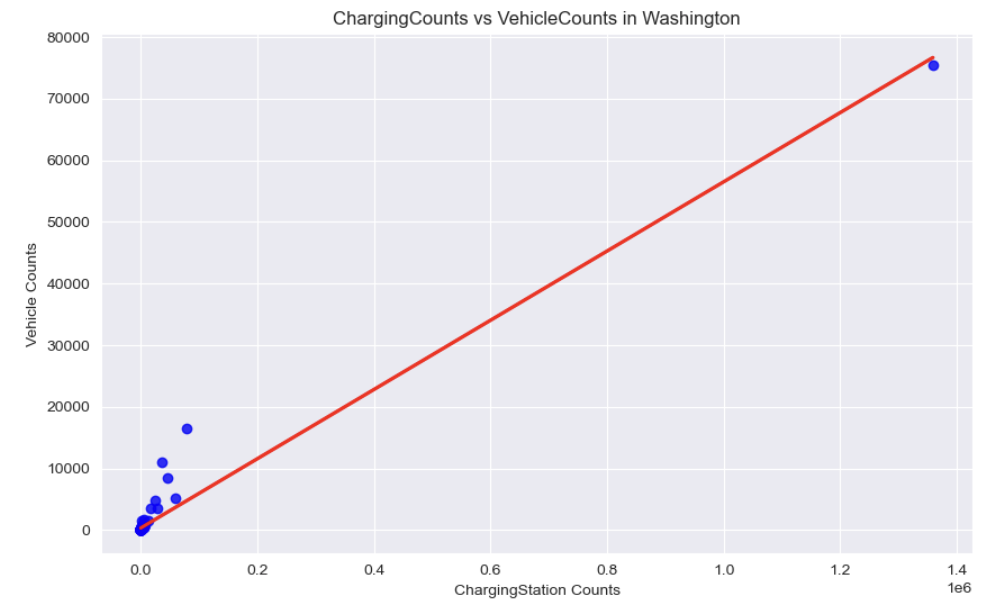 ChargingCounts vs VehicleCounts in Washington
80000
70000
60000
50000
40000
30000
20000
10000
0
Vehicle Counts
0.0 0.2 0.4 0.6 0.8 1.0 1.2 1.4
1e6
ChargingStation Counts